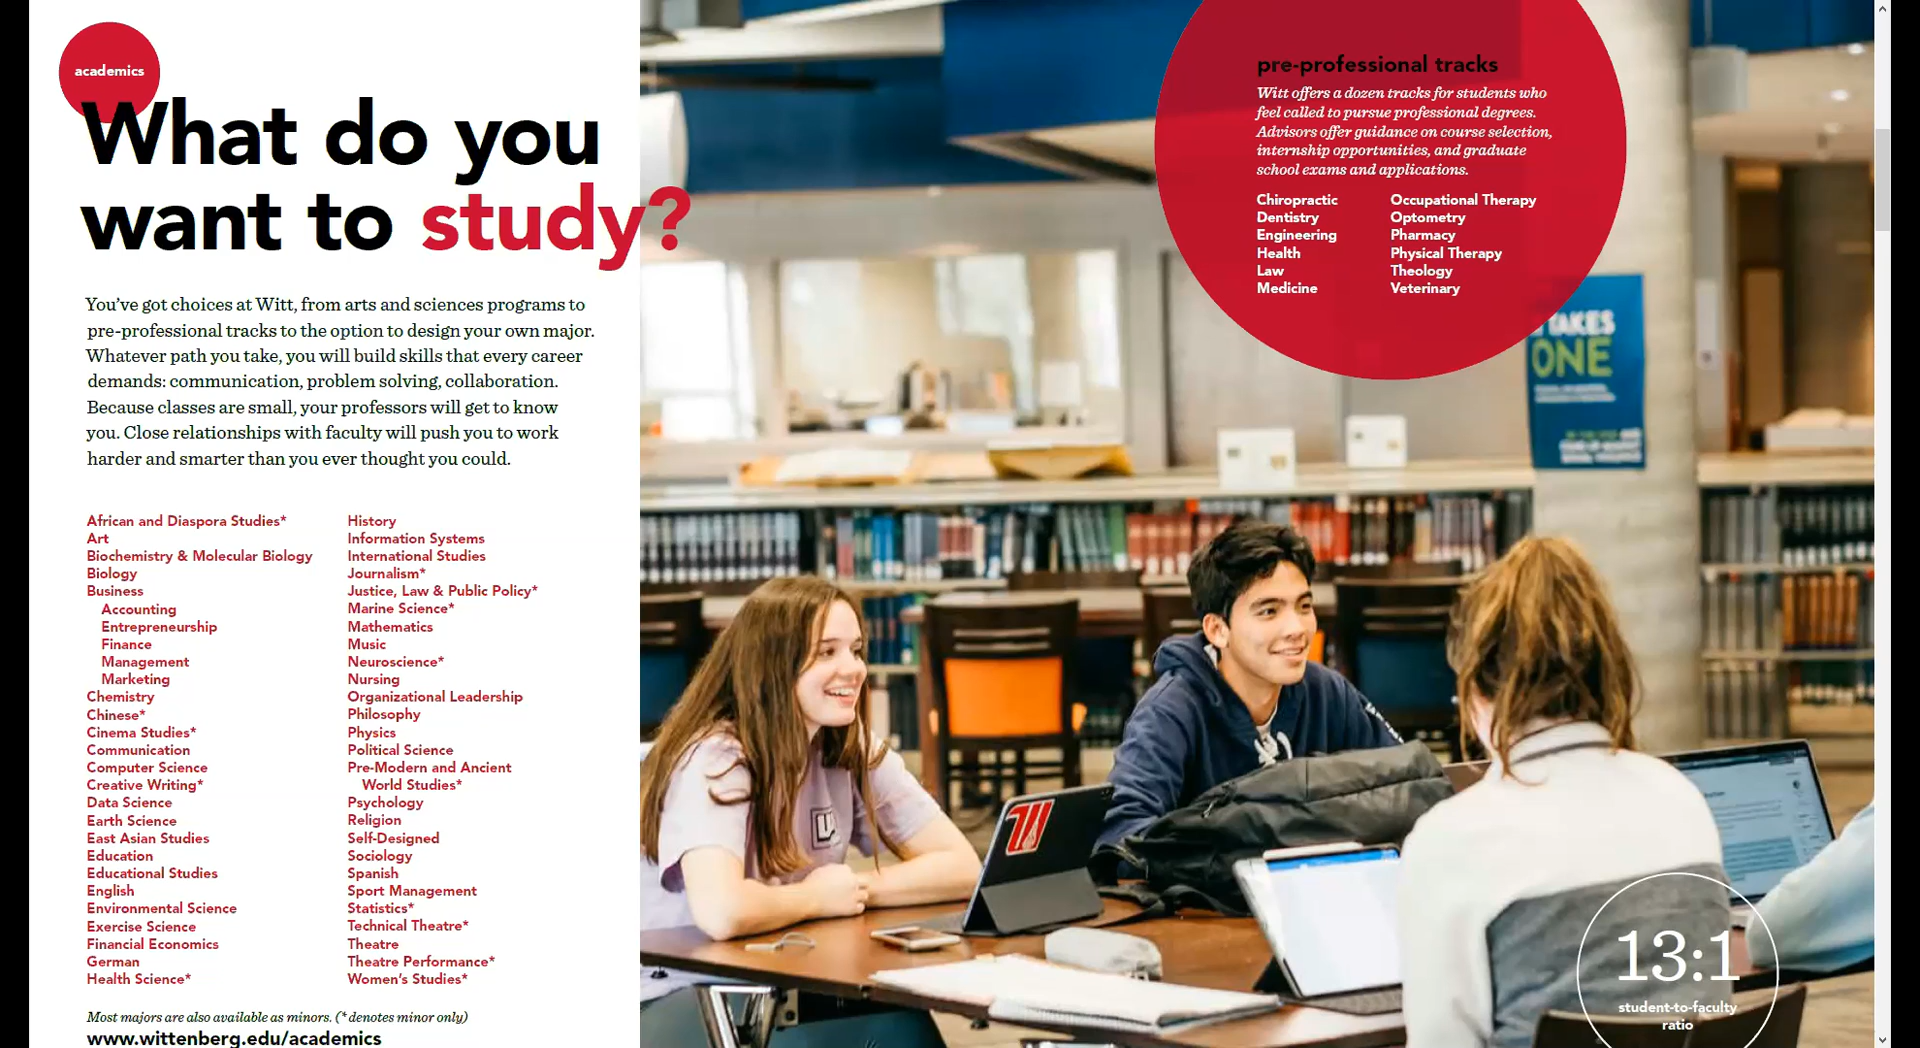 academics
What do you
want to study?
You've got choices at Witt, from arts and sciences programs to
pre-professional tracks to the option to design your own major.
Whatever path you take, you will build skills that every career
demands: communication, problem solving, collaboration.
Because classes are small, your professors will get to know
you. Close relationships with faculty will push you to work
harder and smarter than you ever thought you could.
African and Diaspora Studies*
Art
Biochemistry & Molecular Biology
Biology
Business
Accounting
Entrepreneurship
Finance
Management
Marketing
Chemistry
Chinese*
Cinema Studies*
Communication
Computer Science
Creative Writing*
Data Science
Earth Science
East Asian Studies
Education
Educational Studies
English
Environmental Science
Exercise Science
Financial Economics
German
Health Science*
History
Information Systems
International Studies
Journalism*
Justice, Law & Public Policy*
Marine Science*
Mathematics
Music
Neuroscience*
Nursing
Organizational Leadership
Philosophy
Physics
Political Science
Pre-Modern and Ancient
World Studies*
Psychology
Religion
Self-Designed
Sociology
Spanish
Sport Management
Statistics*
Technical Theatre*
Theatre
Theatre Performance*
Women's Studies*
Most majors are also available as minors. (* denotes minor only)
www.wittenberg.edu/academics
pre-professional tracks
Witt offers a dozen tracks for students who
feel called to pursue professional degrees.
Advisors offer guidance on course selection,
internship opportunities, and graduate
school exams and applications.
Chiropractic
Dentistry
Engineering
Health
Law
Medicine
Occupational Therapy
Optometry
Pharmacy
Physical Therapy
Theology
Veterinary
TAKES
ONE
13:1
student-to-faculty
ratio